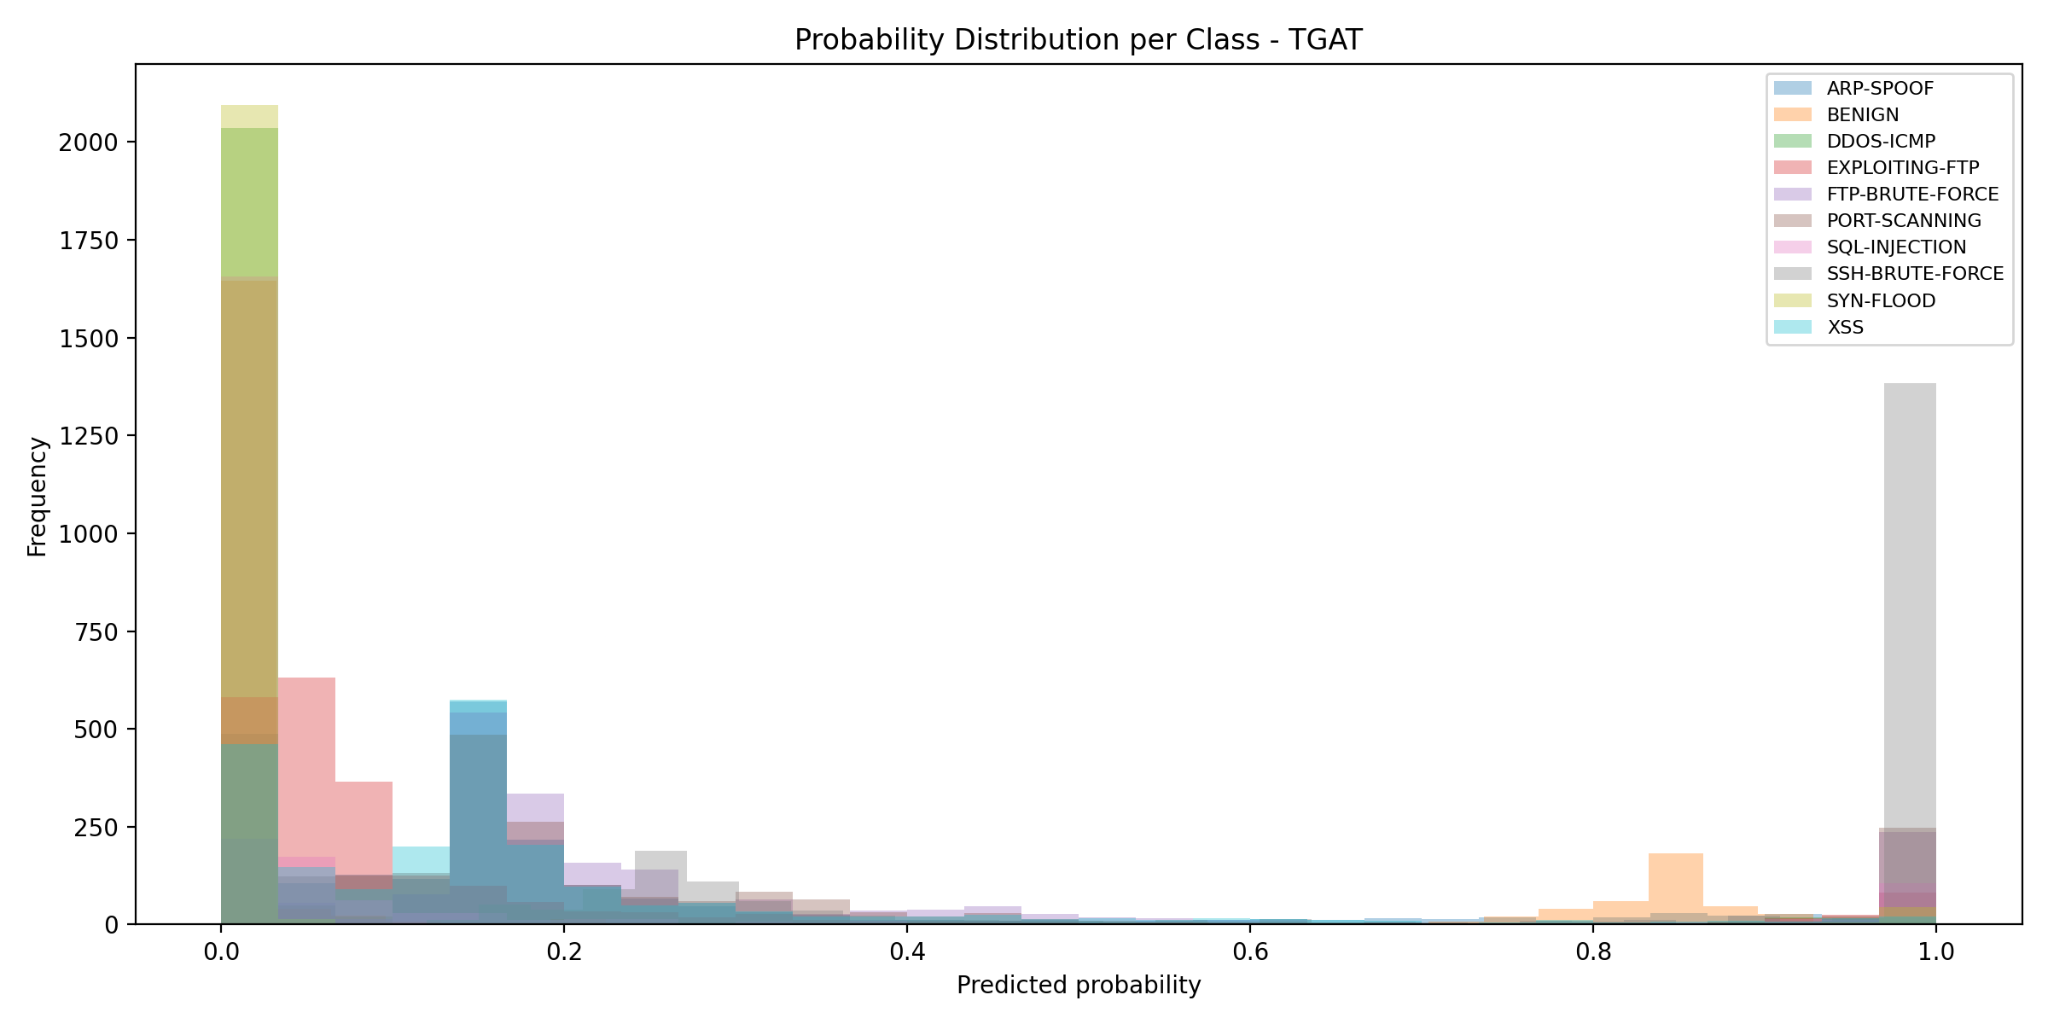 Probability Distribution per Class - TGAT
ARP-SPOOF
BENIGN
DDOS-ICMP
EXPLOITING-FTP
FTP-BRUTE-FORCE
PORT-SCANNING
SQL-INJECTION
SSH-BRUTE-FORCE
SYN-FLOOD
XSS
Frequency
2000
1750
1500
1250
1000
750
500
250
0
0.0 0.2 0.4 0.6 0.8 1.0
Predicted probability